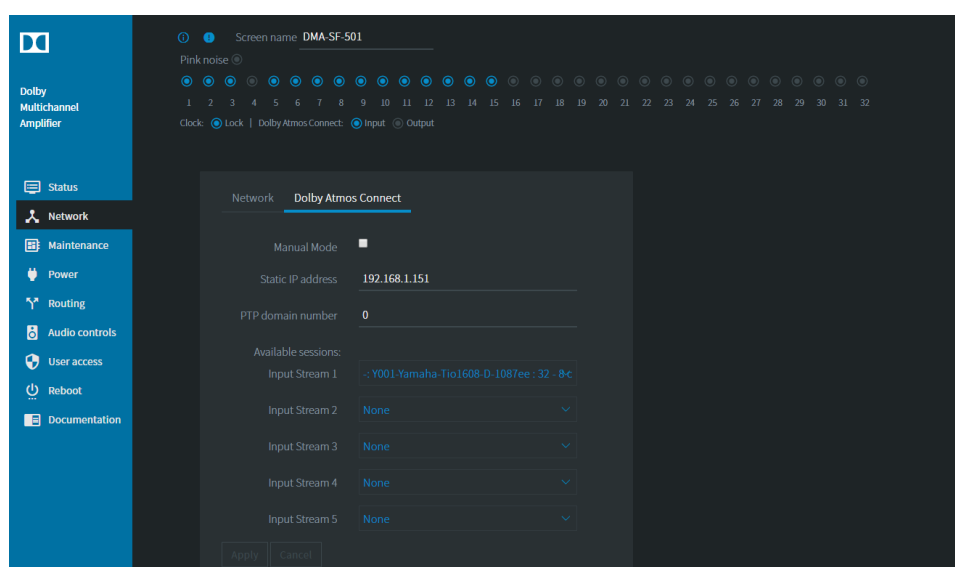 Screen name DMA-SF-501
Pink noise
Dolby
Multichannel
Amplifier
1 2 3 4 5 6 7 8 9 10 11 12 13 14 15 16 17 18 19 20 21 22 23 24 25 26 27 28 29 30 31 32
Clock: Lock | Dolby Atmos Connect: Input Output
Status
Network
Maintenance
Power
Routing
Audio controls
User access
Reboot
Documentation
Network Dolby Atmos Connect
Manual Mode
Static IP address 192.168.1.151
PTP domain number 0
Available sessions:
Input Stream 1 -: Y001-Yamaha-Tio1608-D-1087ee : 32 - 8
Input Stream 2 None
Input Stream 3 None
Input Stream 4 None
Input Stream 5 None
Apply Cancel